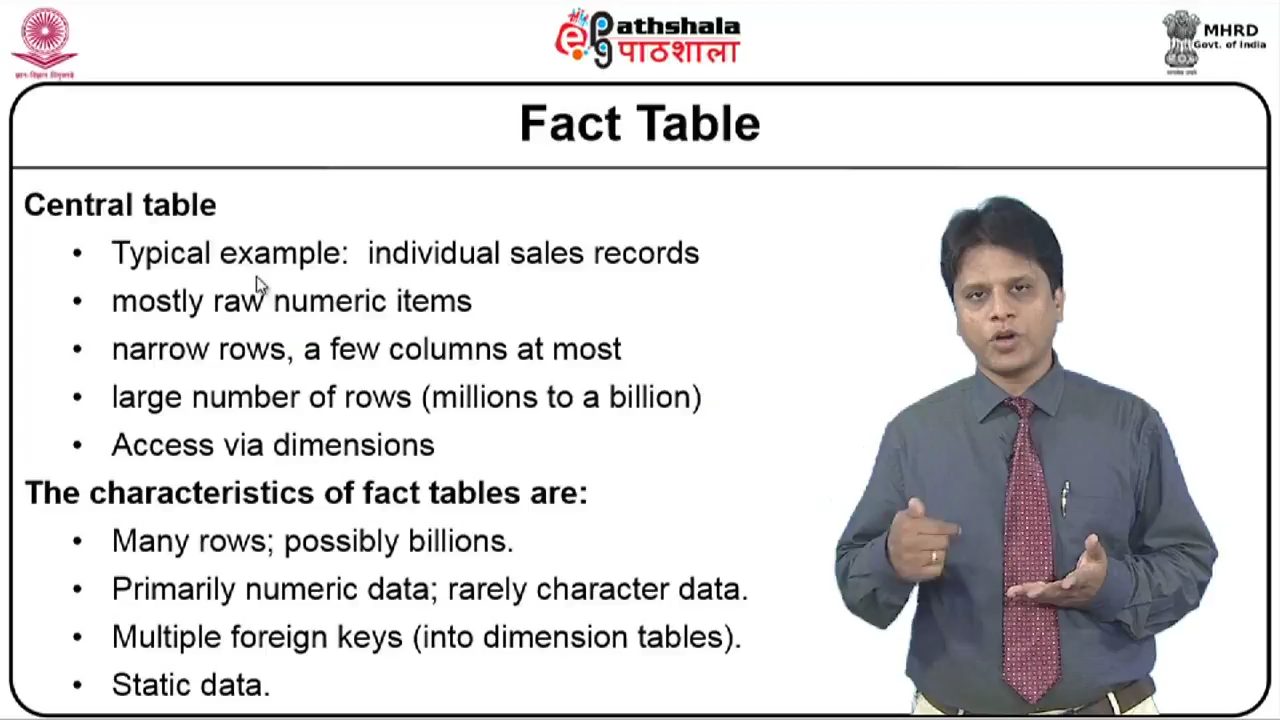 athshala
पाठशाला
MHRD
Govt. of India
Fact Table
Central table
• Typical example: individual sales records
• mostly raw numeric items
• narrow rows, a few columns at most
• large number of rows (millions to a billion)
• Access via dimensions
The characteristics of fact tables are:
• Many rows; possibly billions.
• Primarily numeric data; rarely character data.
• Multiple foreign keys (into dimension tables).
• Static data.